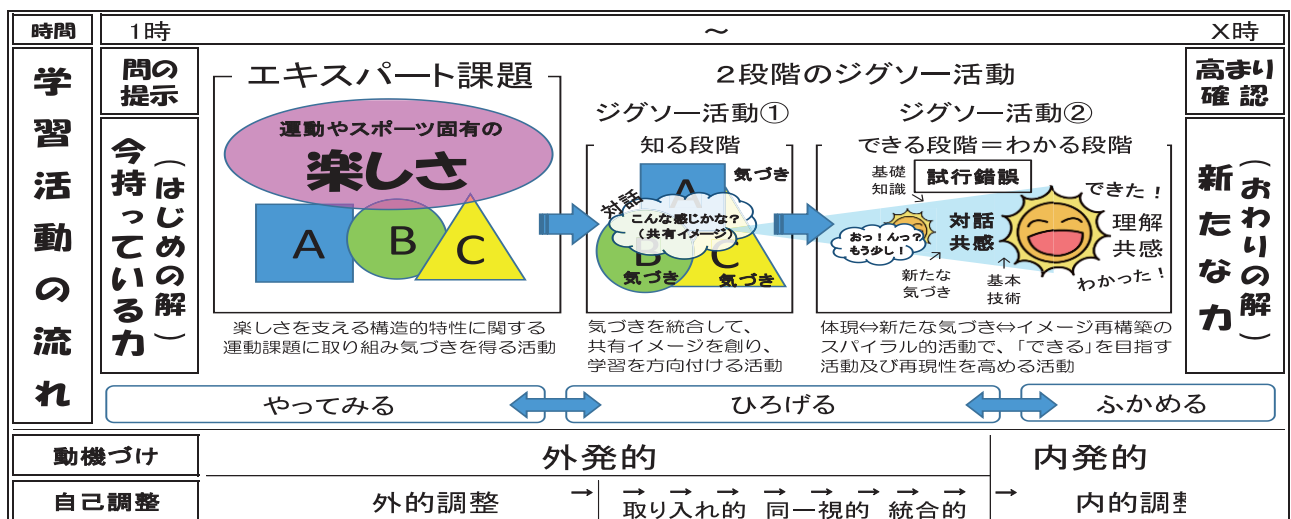 時間
1時
～
X時
学習活動の流れ
問の
提示
今持っている力
（はじめの解）
エキスパート課題
運動やスポーツ固有の
楽しさ
A
B
C
楽しさを支える構造的特性に関する
運動課題に取り組み気づきを得る活動
2段階のジグソー活動
ジグソー活動①
知る段階
対話
A
気づき
こんな感じかな？
（共有イメージ）
B
気づき
C
気づき
気づきを統合して、
共有イメージを創り、
学習を方向付ける活動
ジグソー活動②
できる段階＝わかる段階
基礎
知識
試行錯誤
おっ！んっ？
もう少し！
対話
共感
新たな
気づき
基本
技術
できた！
理解
共感
わかった！
体現⇔新たな気づき⇔イメージ再構築の
スパイラル的活動で、「できる」を目指す
活動及び再現性を高める活動
高まり
確認
新たな力
（おわりの解）
やってみる
ひろげる
ふかめる
動機づけ
外発的
内発的
自己調整
外的調整
→
→ → → → → → → →
取り入れ的 同一視的 統合的
→
内的調整